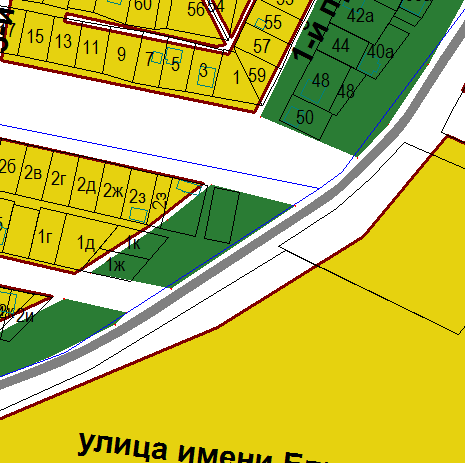 60
56
54
55
57
59
15
13
11
9
7
5
3
1
1-й п
42а
44
40а
48
48
50
2б
2в
2г
2д
2ж
2з
23
1г
1д
1к
1ж
2и
улица имени